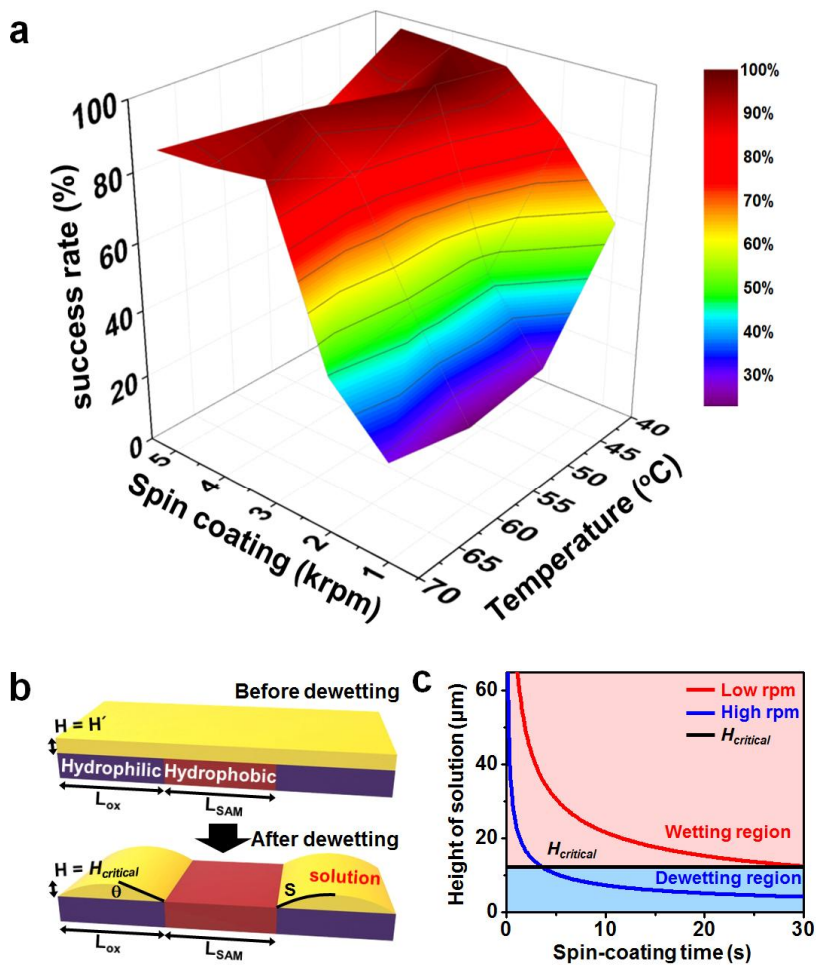 a
100
80
60
40
20
0
success rate (%)
5
4
3
2
1
Spin coating (krpm)
70
65
60
55
50
45
40
Temperature (°C)
100%
90%
80%
70%
60%
50%
40%
30%
b
Before dewetting
H = H´
Hydrophilic
Hydrophobic
Lox
LSAM
After dewetting
H = Hcritical
θ
S
solution
Lox
LSAM
c
Height of solution (μm)
60
40
20
0
Low rpm
High rpm
Hcritical
Wetting region
Hcritical
Dewetting region
0
10
20
30
Spin-coating time (s)